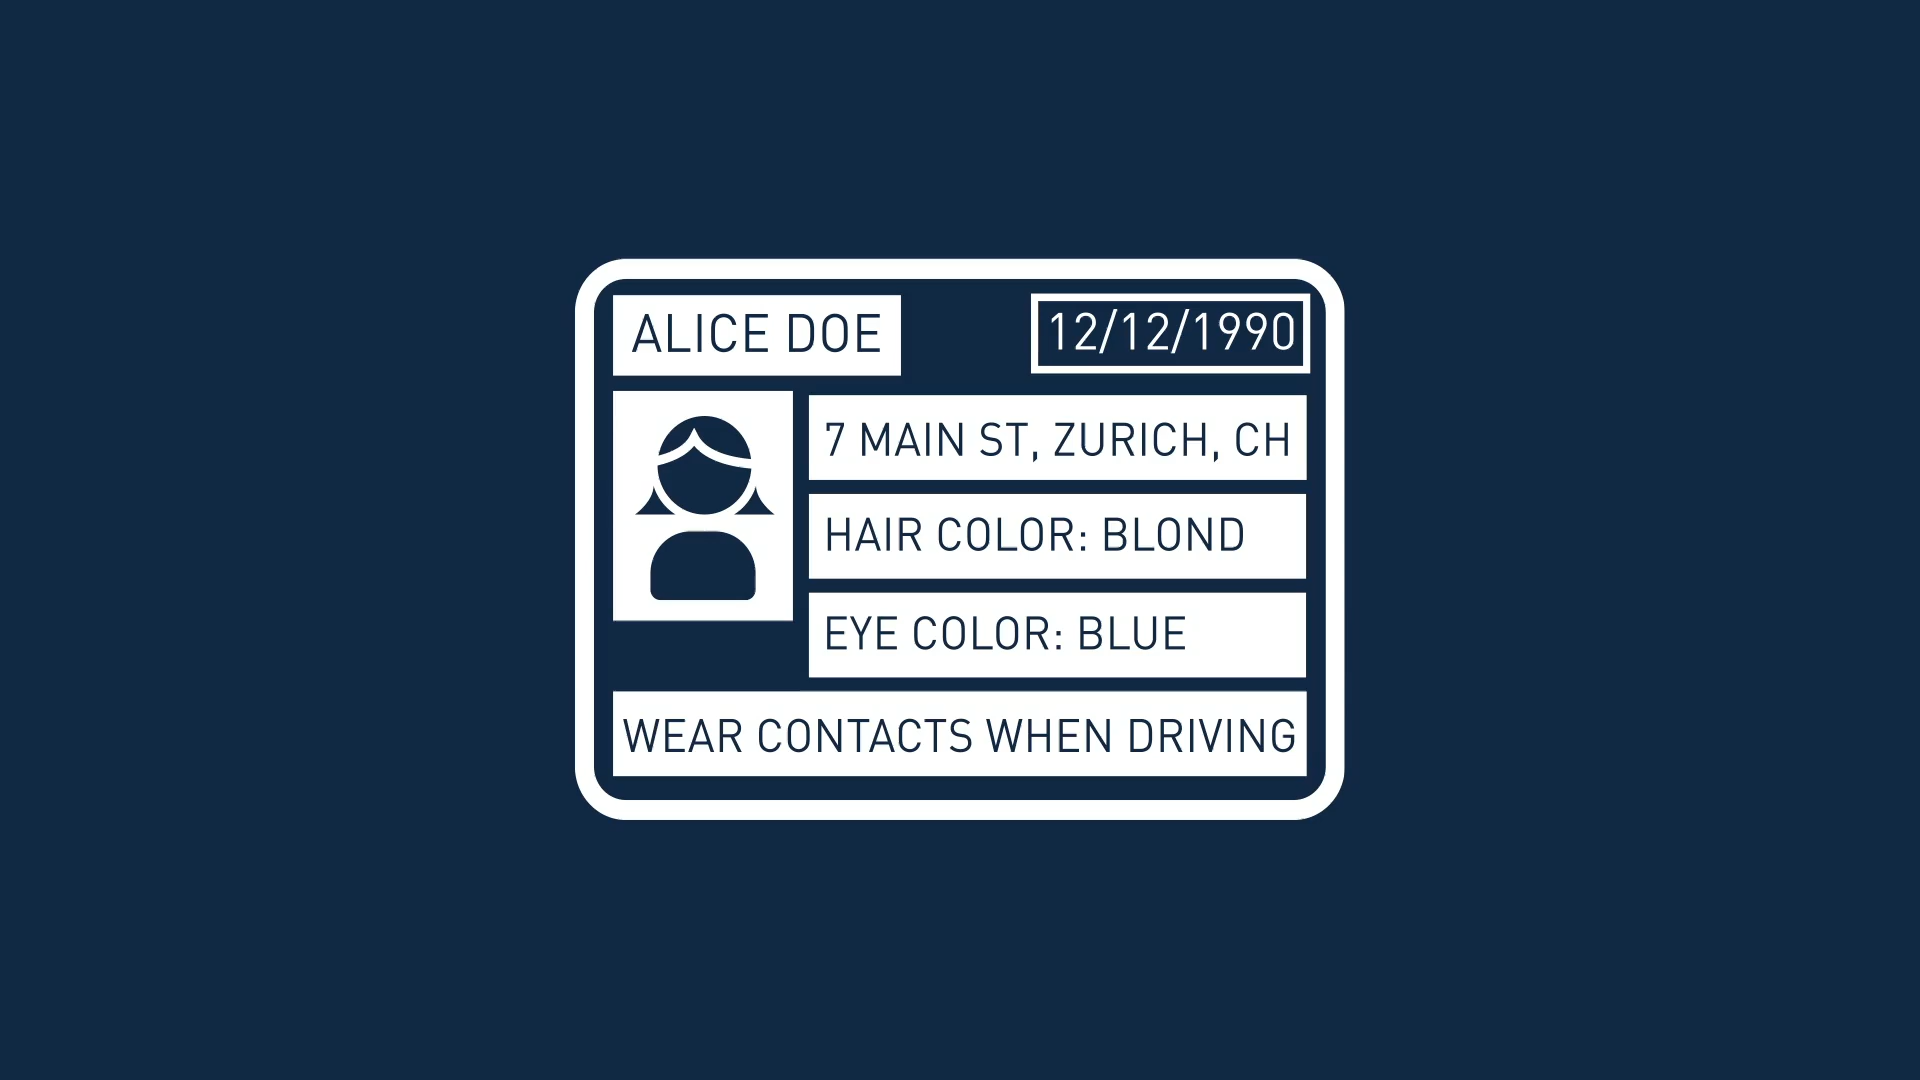 ALICE DOE
12/12/1990
7 MAIN ST, ZURICH, CH
HAIR COLOR: BLOND
EYE COLOR: BLUE
WEAR CONTACTS WHEN DRIVING